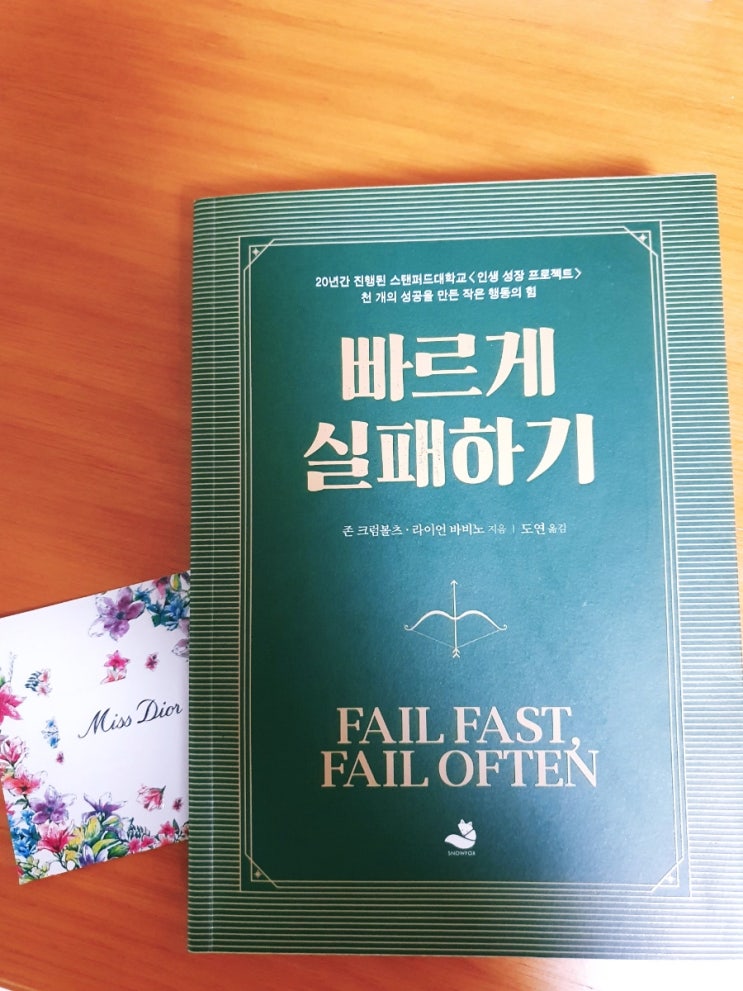 20년간 진행된 스탠퍼드대학교〈인생 성장 프로젝트〉
천 개의 성공을 만든 작은 행동의 힘
빠르게
실패하기
존 크럼볼츠 · 라이언 바비노 지음 | 도연 옮김
FAIL FAST,
FAIL OFTEN
SNOWFOX
Miss Dior